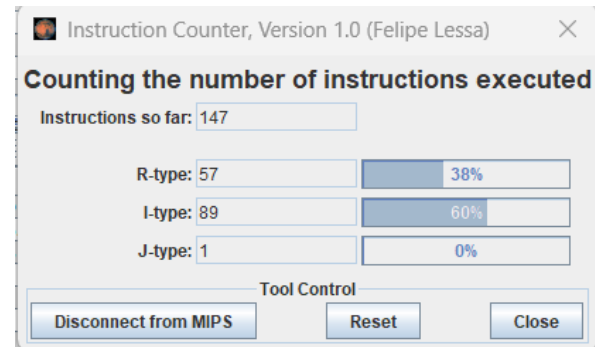 Instruction Counter, Version 1.0 (Felipe Lessa)
Counting the number of instructions executed
Instructions so far: 147
R-type: 57 38%
I-type: 89 60%
J-type: 1 0%
Tool Control
Disconnect from MIPS Reset Close